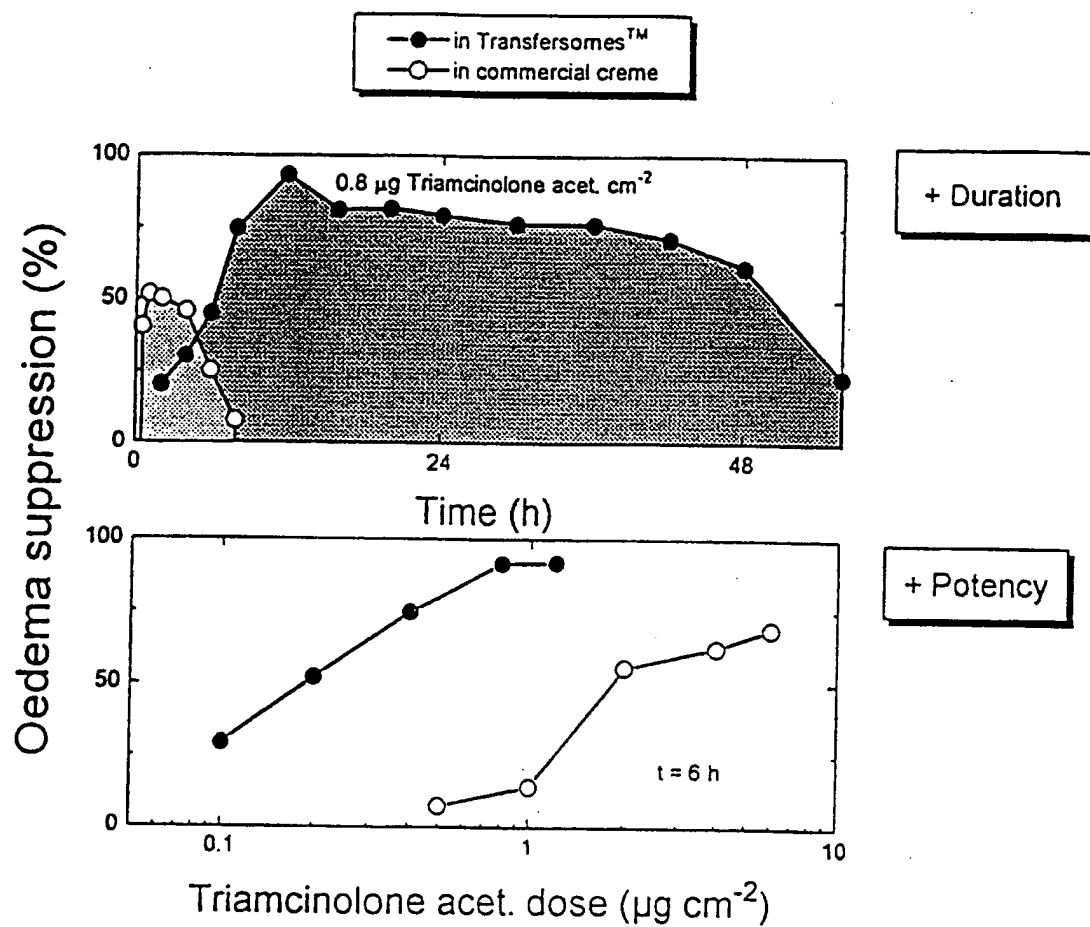 in Transfersomes™
in commercial creme
Oedema suppression (%)
100
50
0
0.8 µg Triamcinolone acet. cm⁻²
0
24
48
Time (h)
+ Duration
100
50
0
t = 6 h
0.1
1
10
Triamcinolone acet. dose (µg cm⁻²)
+ Potency